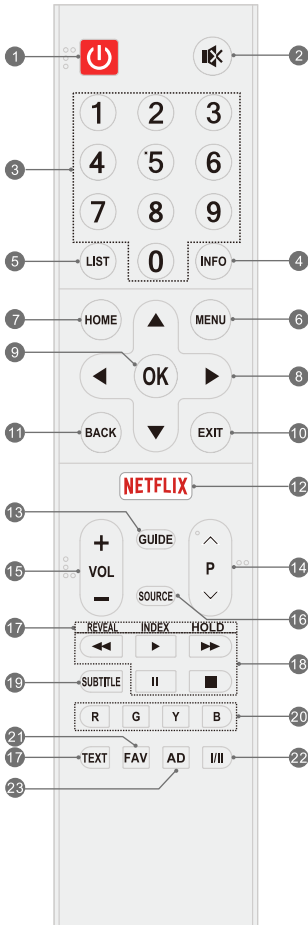 1
2
1 2 3
3
4 5 6
7 8 9
5 LIST 0 INFO 4
7 HOME MENU 6
9 OK 8
11 BACK EXIT 10
NETFLIX 12
13 GUIDE
15 + VOL − P 14
SOURCE 16
17 REVEAL INDEX HOLD
18
19 SUBTITLE
R G Y B 20
21
17 TEXT FAV AD I/II 22
23